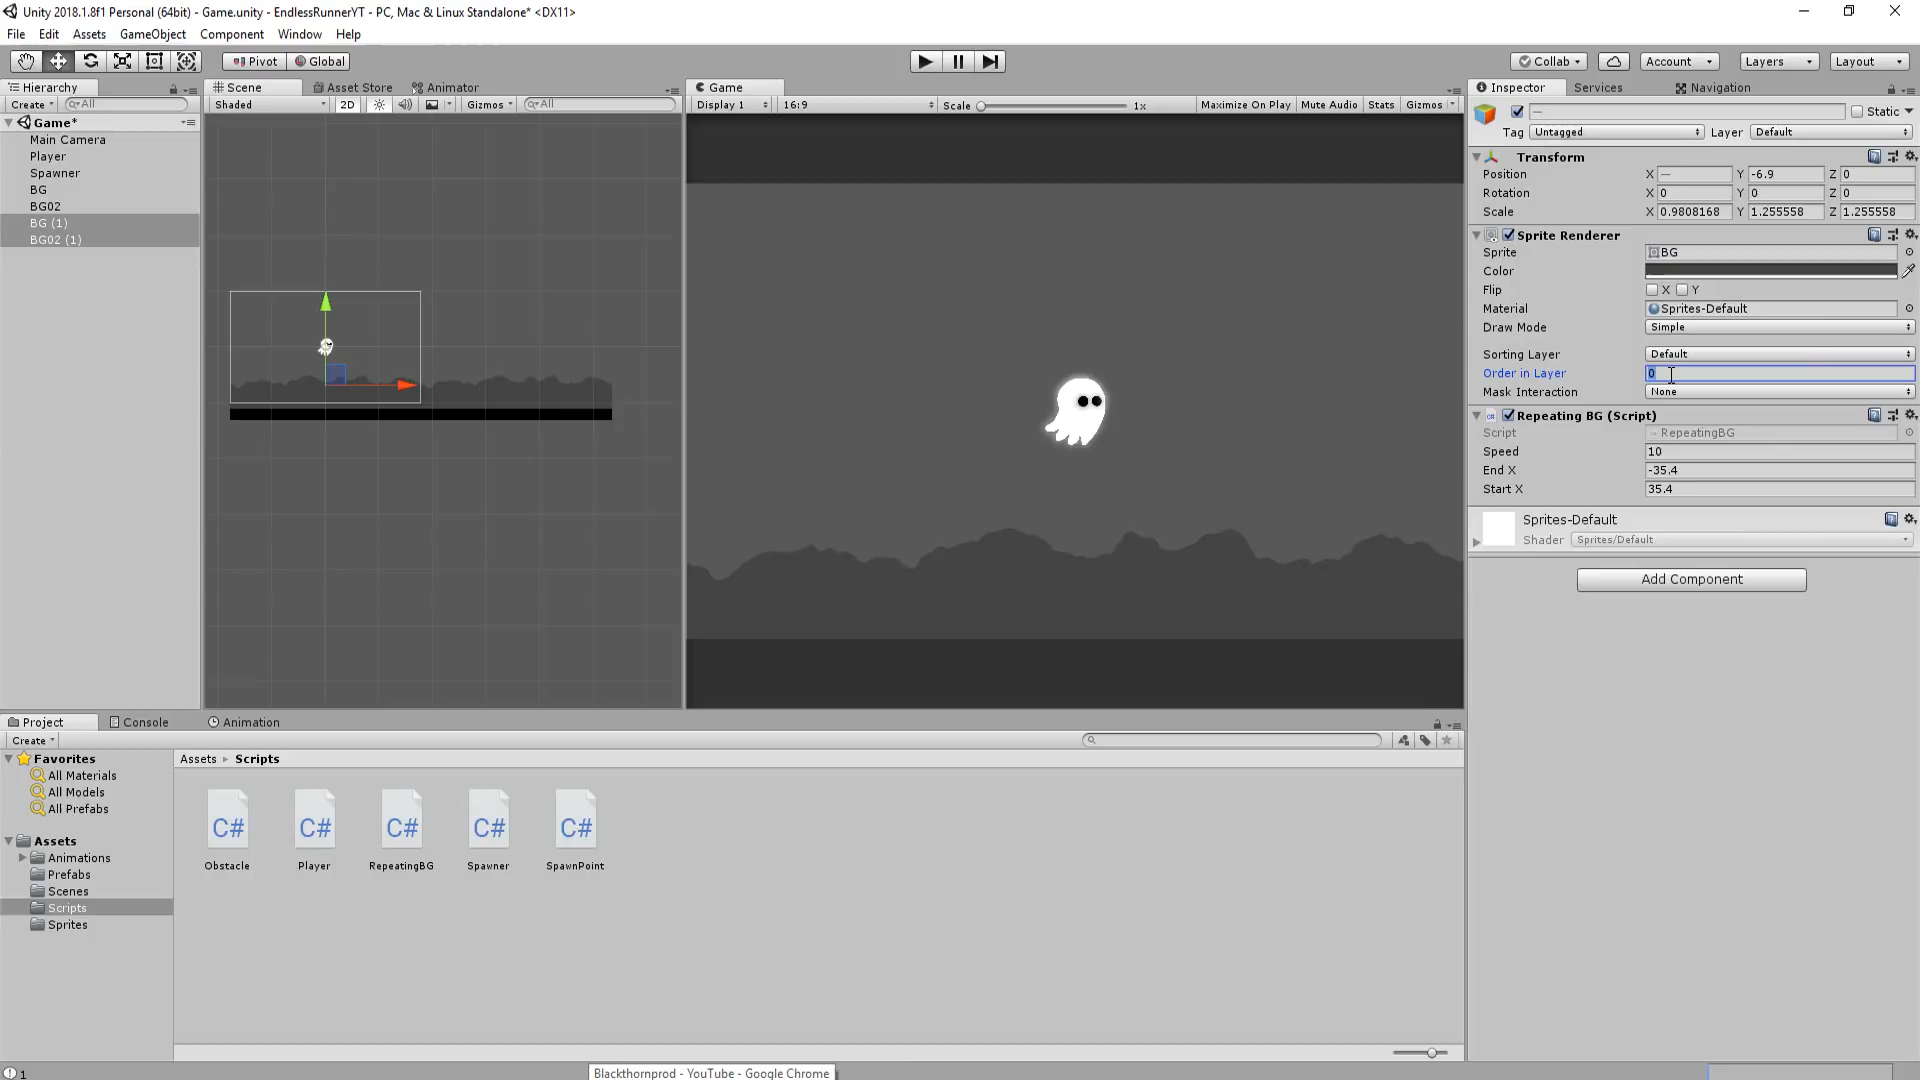 Unity 2018.1.8f1 Personal (64bit) - Game.unity - EndlessRunnerYT - PC, Mac & Linux Standalone* <DX11>
File Edit Assets GameObject Component Window Help
Pivot Global Collab Account Layers Layout
Hierarchy
Create All
Game*
Main Camera
Player
Spawner
BG
BG02
BG (1)
BG02 (1)
Scene Asset Store Animator
Shaded 2D Gizmos All
Game
Display 1 16:9 Scale 1x Maximize On Play Mute Audio Stats Gizmos
Inspector Services Navigation
— Static
Tag Untagged Layer Default
Transform
Position X — Y -6.9 Z 0
Rotation X 0 Y 0 Z 0
Scale X 0.9808168 Y 1.255558 Z 1.255558
Sprite Renderer
Sprite BG
Color
Flip X Y
Material Sprites-Default
Draw Mode Simple
Sorting Layer Default
Order in Layer 0
Mask Interaction None
Repeating BG (Script)
Script RepeatingBG
Speed 10
End X -35.4
Start X 35.4
Sprites-Default
Shader Sprites/Default
Add Component
Project Console Animation
Create
Favorites
All Materials
All Models
All Prefabs
Assets
Animations
Prefabs
Scenes
Scripts
Sprites
Assets Scripts
C# C# C# C# C#
Obstacle Player RepeatingBG Spawner SpawnPoint
1
Blackthornprod - YouTube - Google Chrome